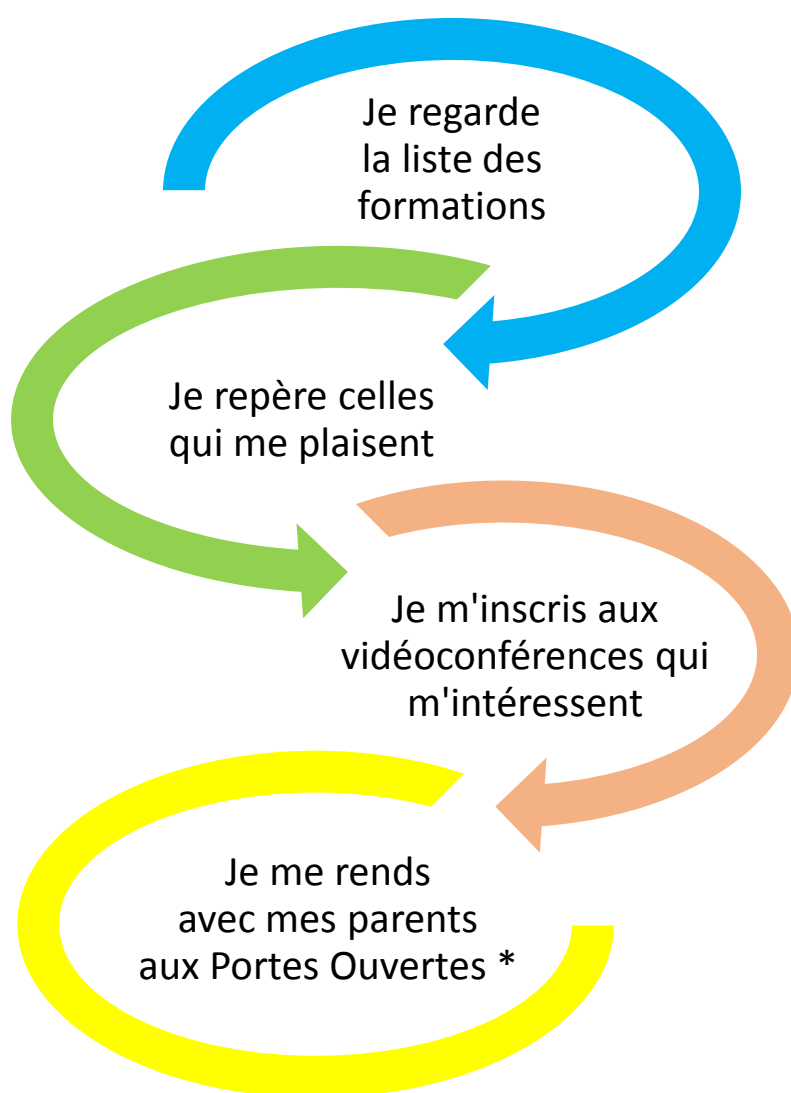 Je regarde
la liste des
formations
Je repère celles
qui me plaisent
Je m'inscris aux
vidéoconférences qui
m'intéressent
Je me rends
avec mes parents
aux Portes Ouvertes *